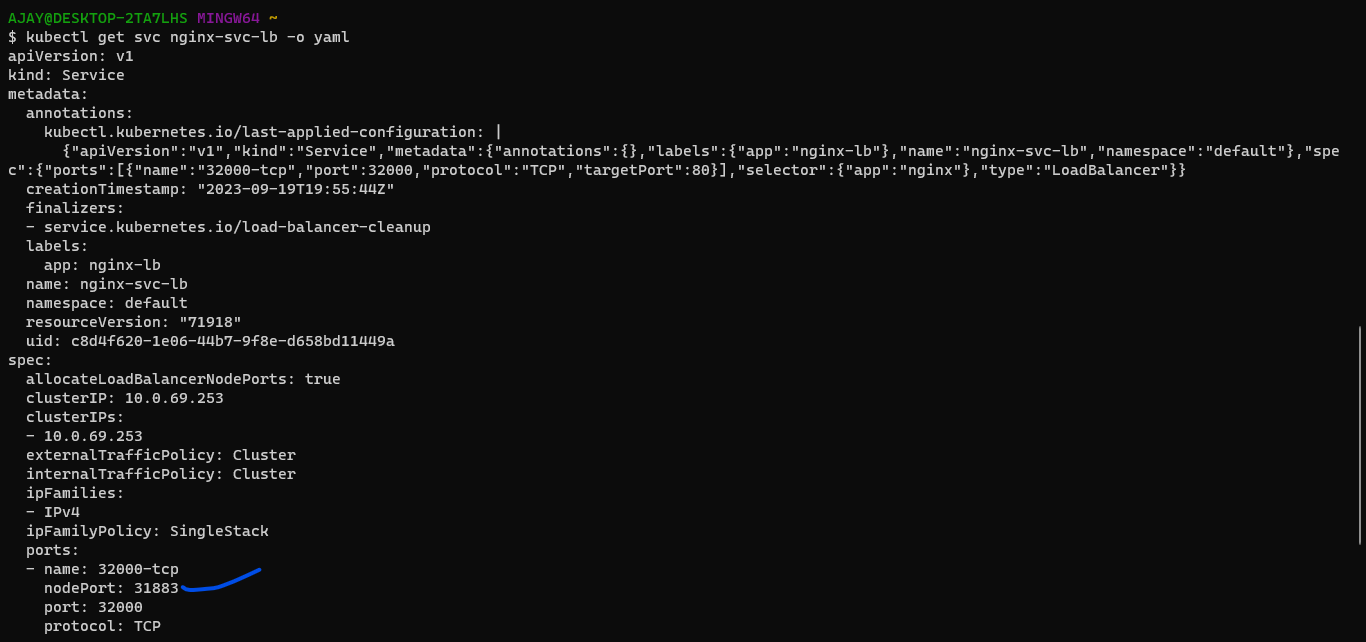 AJAY@DESKTOP-2TA7LHS MINGW64 ~
$ kubectl get svc nginx-svc-lb -o yaml
apiVersion: v1
kind: Service
metadata:
  annotations:
    kubectl.kubernetes.io/last-applied-configuration: |
      {"apiVersion":"v1","kind":"Service","metadata":{"annotations":{},"labels":{"app":"nginx-lb"},"name":"nginx-svc-lb","namespace":"default"},"spe
c":{"ports":[{"name":"32000-tcp","port":32000,"protocol":"TCP","targetPort":80}],"selector":{"app":"nginx"},"type":"LoadBalancer"}}
  creationTimestamp: "2023-09-19T19:55:44Z"
  finalizers:
  - service.kubernetes.io/load-balancer-cleanup
  labels:
    app: nginx-lb
  name: nginx-svc-lb
  namespace: default
  resourceVersion: "71918"
  uid: c8d4f620-1e06-44b7-9f8e-d658bd11449a
spec:
  allocateLoadBalancerNodePorts: true
  clusterIP: 10.0.69.253
  clusterIPs:
  - 10.0.69.253
  externalTrafficPolicy: Cluster
  internalTrafficPolicy: Cluster
  ipFamilies:
  - IPv4
  ipFamilyPolicy: SingleStack
  ports:
  - name: 32000-tcp
    nodePort: 31883
    port: 32000
    protocol: TCP